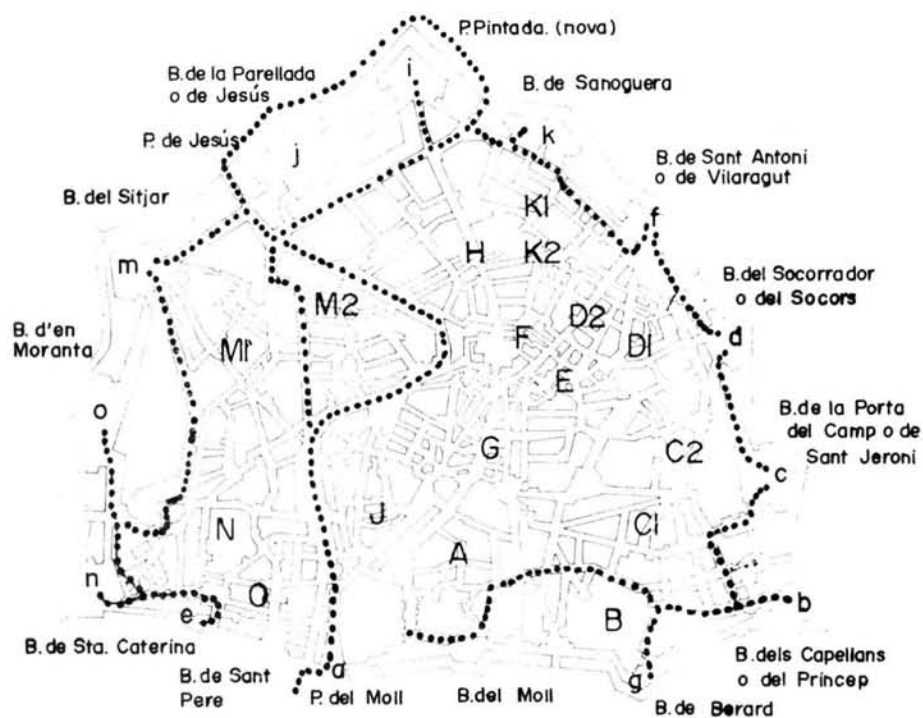 P. Pintada. (nova)
B. de la Parellada
o de Jesús
i
B. de Sanoguera
P. de Jesús
j
k
B. de Sant Antoni
o de Vilaragut
B. del Sitjar
K1
f
m
H
K2
B. del Socorrador
o del Socors
M2
D2
B. d'en
Moranta
M1
F
D1
d
E
o
B. de la Porta
del Camp o de
Sant Jeroni
G
C2
c
J
N
C1
A
n
O
b
e
B
B. de Sta. Caterina
a
g
B. de Sant
Pere
P. del Moll
B. del Moll
B. dels Capellans
o del Príncep
B. de Berard